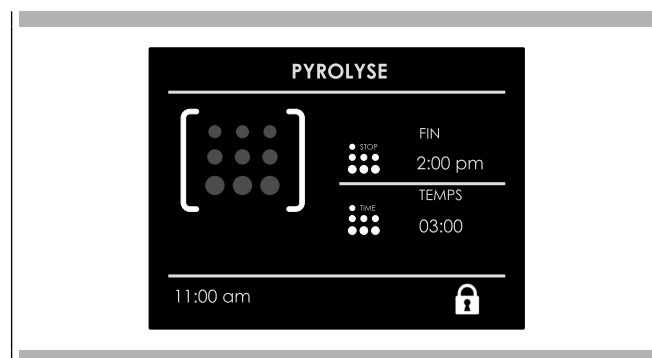 PYROLYSE
STOP
FIN
2:00 pm
TIME
TEMPS
03:00
11:00 am